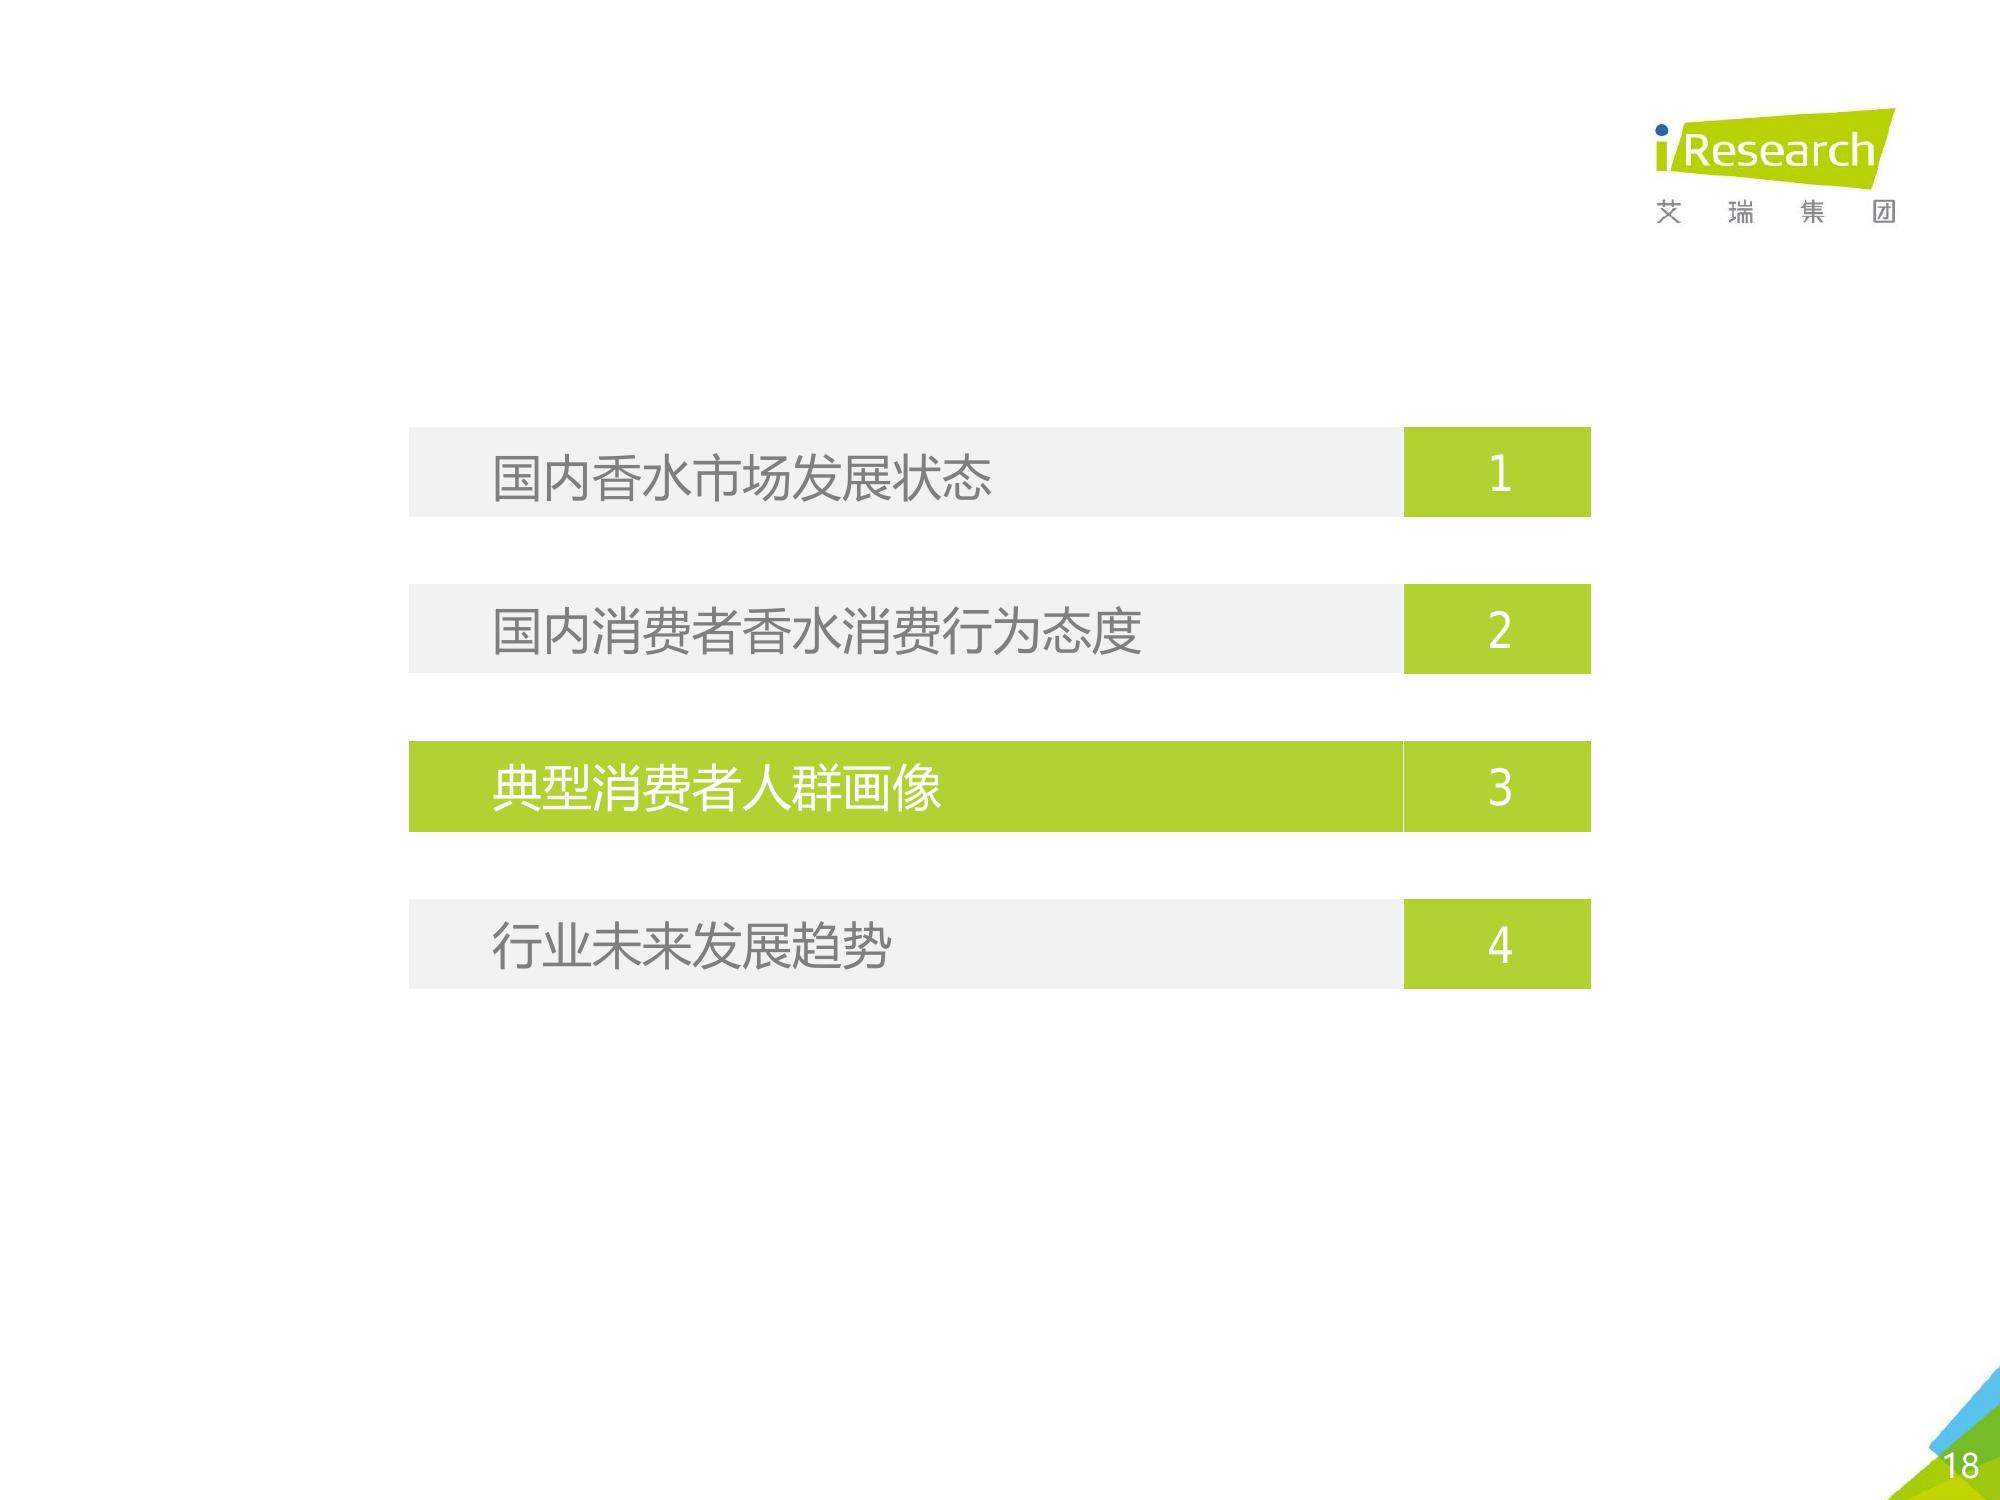 iResearch
艾瑞集团
国内香水市场发展状态 1
国内消费者香水消费行为态度 2
典型消费者人群画像 3
行业未来发展趋势 4
18